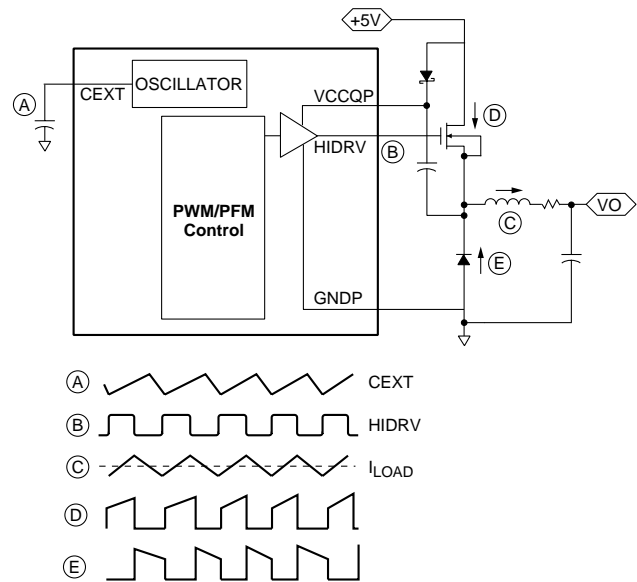 +5V
OSCILLATOR
A
CEXT
VCCQP
D
HIDRV
B
PWM/PFM
Control
VO
C
E
GNDP
A CEXT
B HIDRV
C ILOAD
D
E